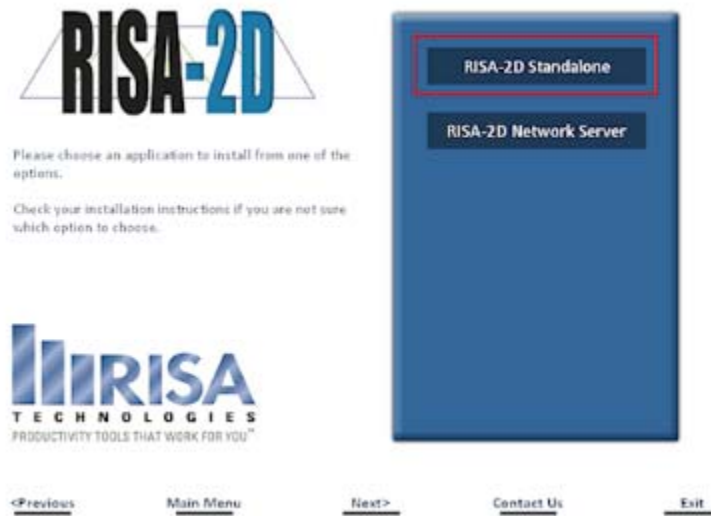 RISA-2D
Please choose an application to install from one of the
options.
Check your installation instructions if you are not sure
which option to choose.
RISA-2D Standalone
RISA-2D Network Server
RISA
TECHNOLOGIES
PRODUCTIVITY TOOLS THAT WORK FOR YOU™
<Previous
Main Menu
Next>
Contact Us
Exit